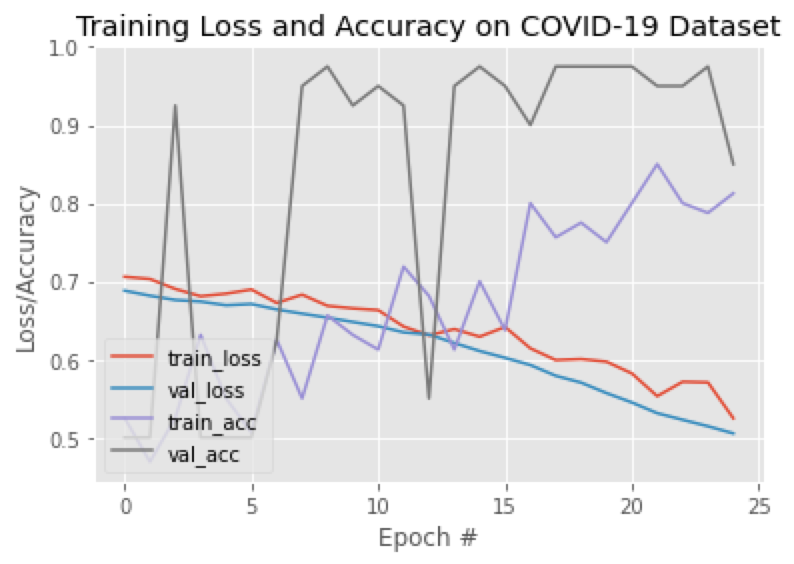 Training Loss and Accuracy on COVID-19 Dataset
1.0
0.9
0.8
0.7
0.6
0.5
Loss/Accuracy
train_loss
val_loss
train_acc
val_acc
0 5 10 15 20 25
Epoch #